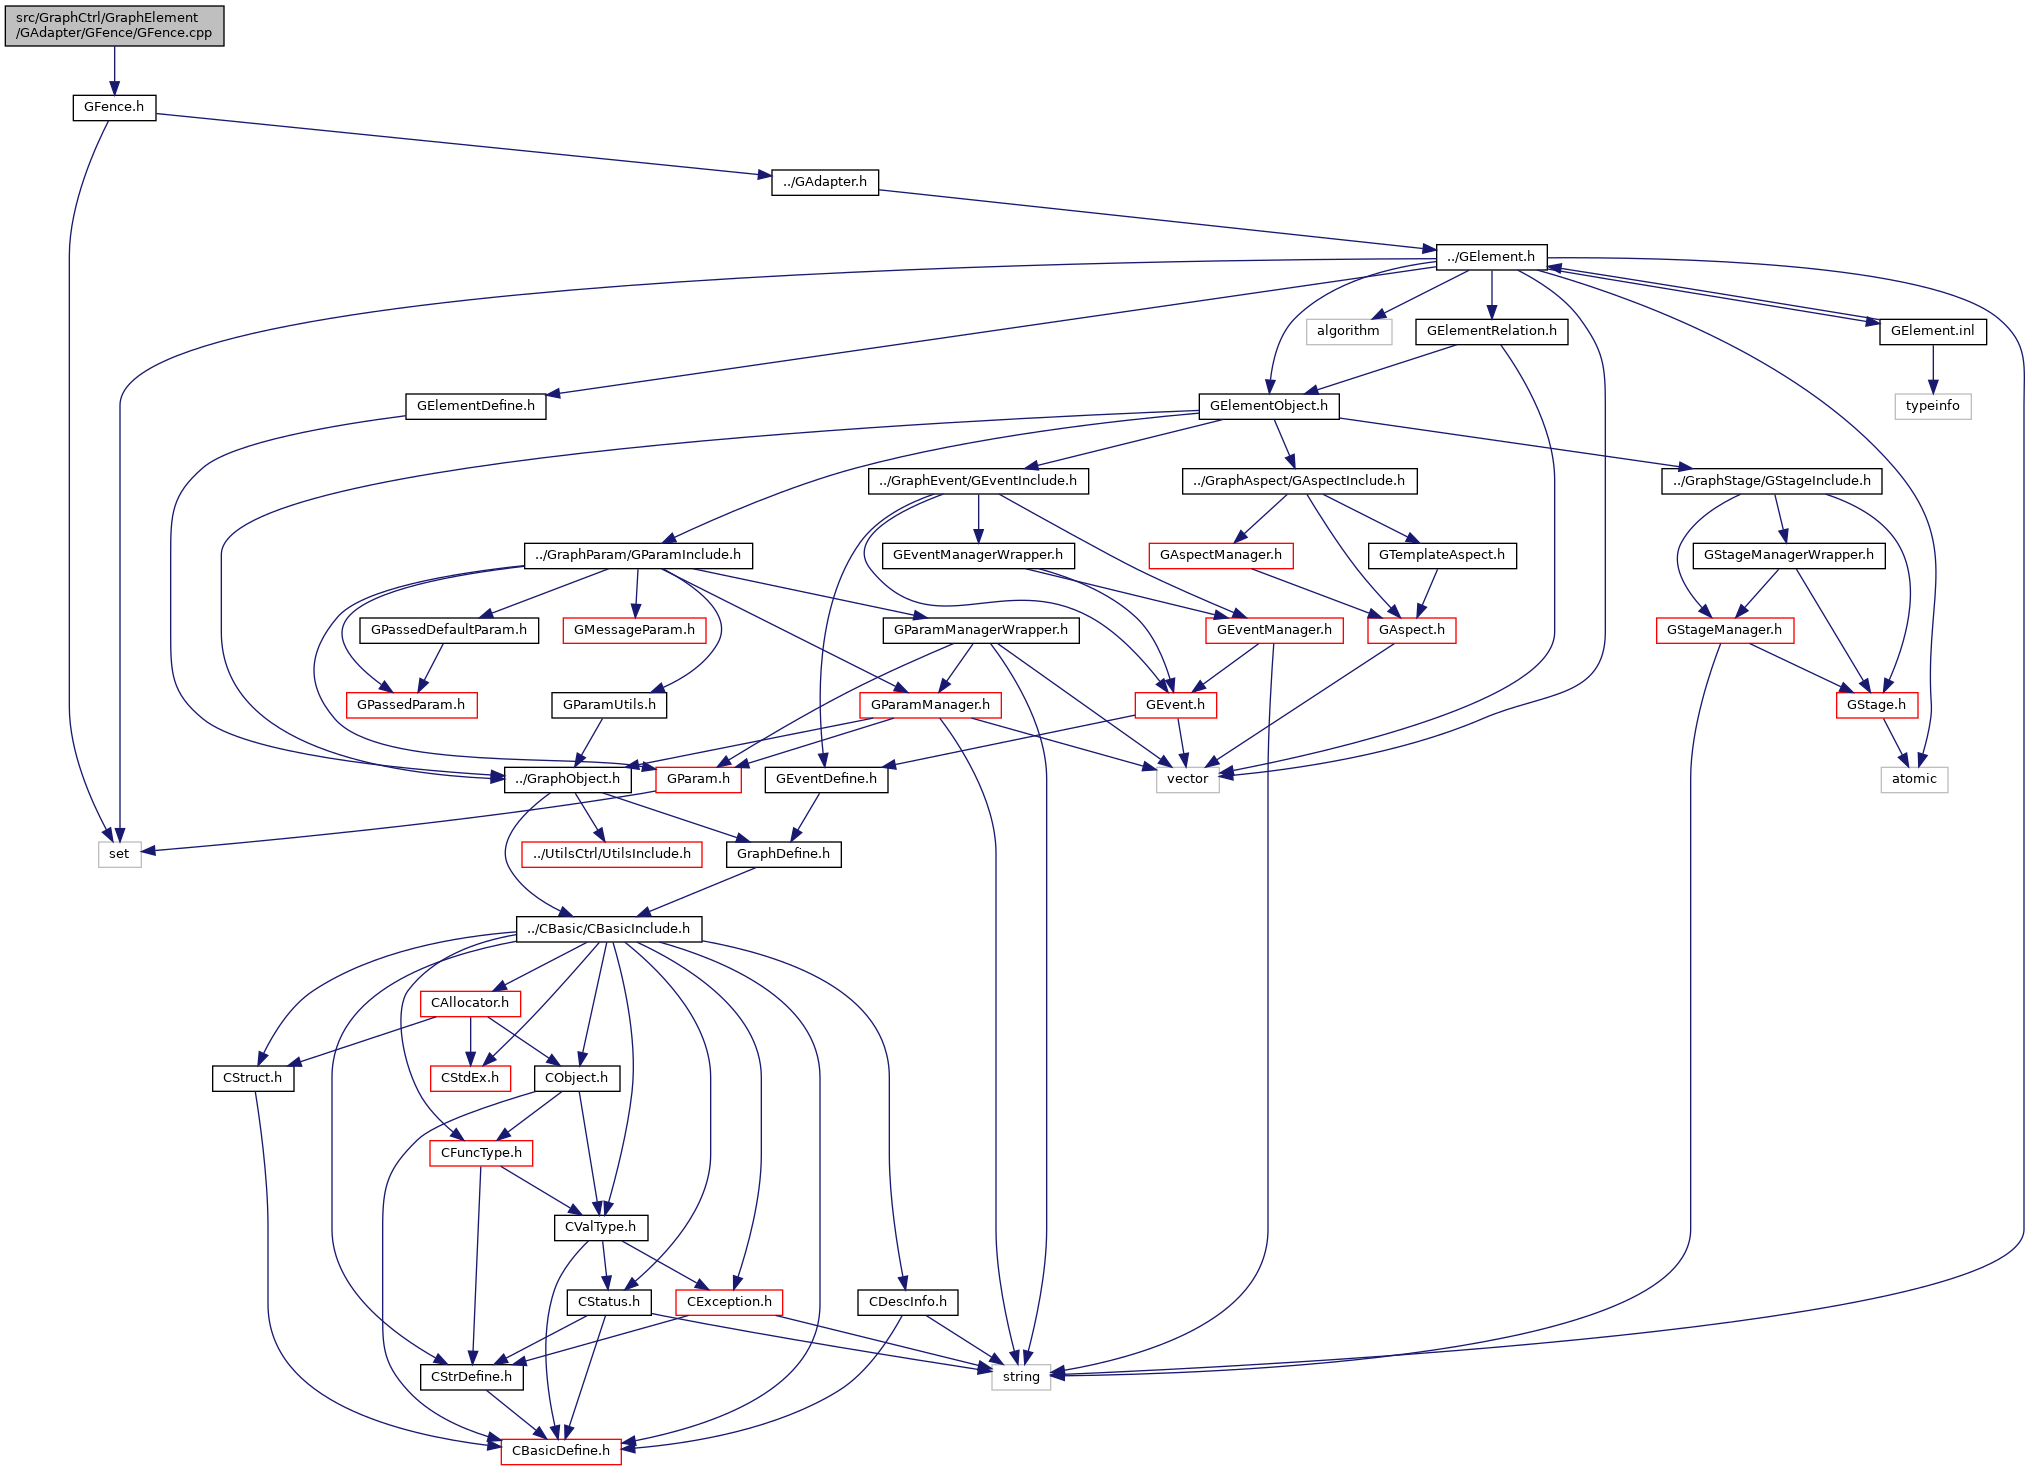 src/GraphCtrl/GraphElement
/GAdapter/GFence/GFence.cpp
GFence.h
../GAdapter.h
../GElement.h
algorithm
GElementRelation.h
GElement.inl
GElementDefine.h
GElementObject.h
typeinfo
../GraphEvent/GEventInclude.h
../GraphAspect/GAspectInclude.h
../GraphStage/GStageInclude.h
../GraphParam/GParamInclude.h
GEventManagerWrapper.h
GAspectManager.h
GTemplateAspect.h
GStageManagerWrapper.h
GPassedDefaultParam.h
GMessageParam.h
GParamManagerWrapper.h
GEventManager.h
GAspect.h
GStageManager.h
GPassedParam.h
GParamUtils.h
GParamManager.h
GEvent.h
GStage.h
../GraphObject.h
GParam.h
GEventDefine.h
vector
atomic
set
../UtilsCtrl/UtilsInclude.h
GraphDefine.h
../CBasic/CBasicInclude.h
CAllocator.h
CStruct.h
CStdEx.h
CObject.h
CFuncType.h
CValType.h
CStatus.h
CException.h
CDescInfo.h
CStrDefine.h
string
CBasicDefine.h